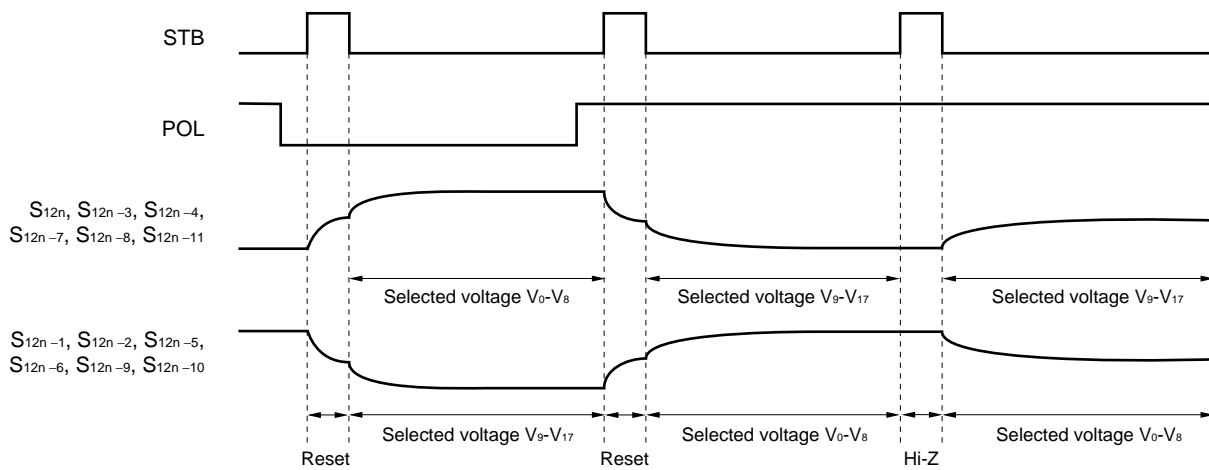 STB
POL
S12n, S12n –3, S12n –4,
S12n –7, S12n –8, S12n –11
Selected voltage V0-V8
Selected voltage V9-V17
Selected voltage V9-V17
S12n –1, S12n –2, S12n –5,
S12n –6, S12n –9, S12n –10
Selected voltage V9-V17
Selected voltage V0-V8
Selected voltage V0-V8
Reset
Reset
Hi-Z